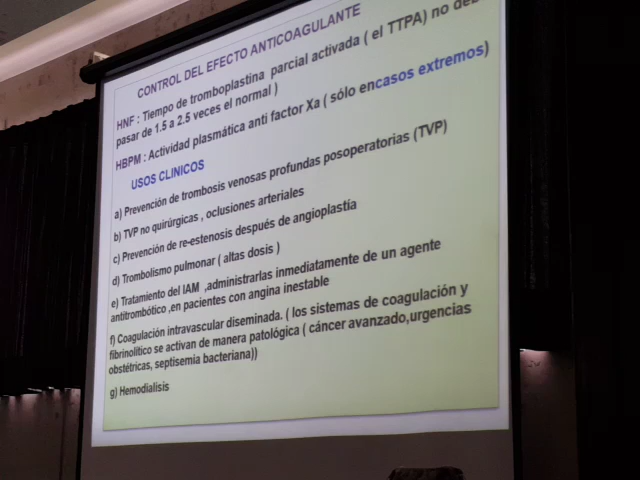 CONTROL DEL EFECTO ANTICOAGULANTE
HNF : Tiempo de tromboplastina parcial activada ( el TTPA) no
pasar de 1.5 a 2.5 veces el normal )
HBPM : Actividad plasmática anti factor Xa ( sólo encasos extremos)
USOS CLINICOS
a) Prevención de trombosis venosas profundas posoperatorias (TVP)
b) TVP no quirúrgicas , oclusiones arteriales
c) Prevención de re-estenosis después de angioplastía
d) Trombolismo pulmonar ( altas dosis )
e) Tratamiento del IAM ,administrarlas inmediatamente de un agente
antitrombótico ,en pacientes con angina inestable
f) Coagulación intravascular diseminada. ( los sistemas de coagulación y
fibrinolítico se activan de manera patológica ( cáncer avanzado,urgencias
obstétricas, septisemia bacteriana))
g) Hemodialisis